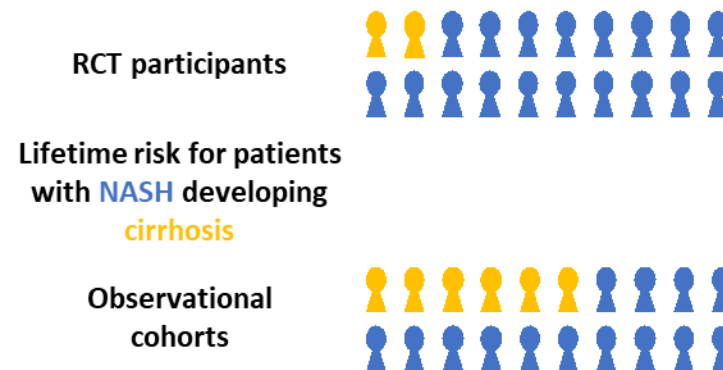 RCT participants
Lifetime risk for patients
with NASH developing
cirrhosis
Observational
cohorts